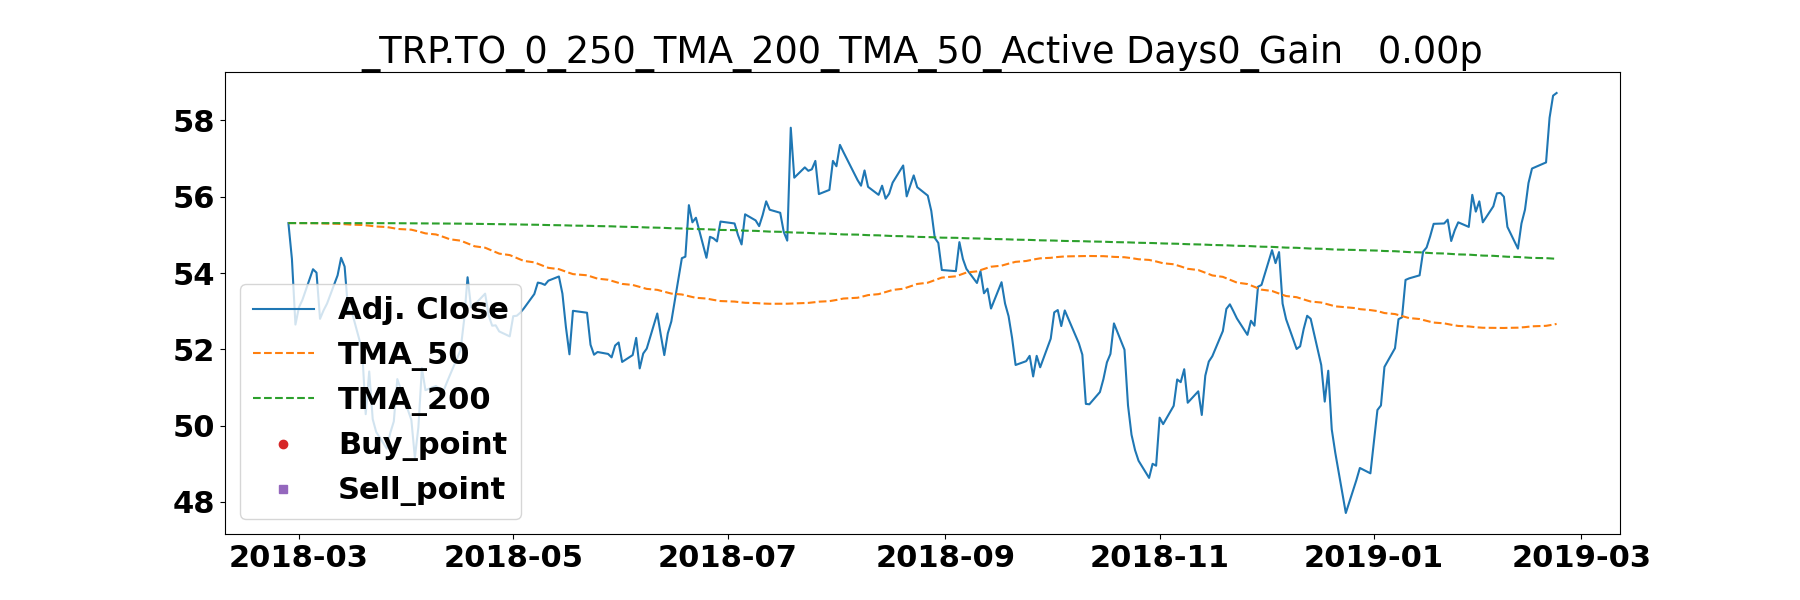 _TRP.TO_0_250_TMA_200_TMA_50_Active Days0_Gain   0.00p
58
56
54
52
50
48
Adj. Close
TMA_50
TMA_200
Buy_point
Sell_point
2018-03 2018-05 2018-07 2018-09 2018-11 2019-01 2019-03